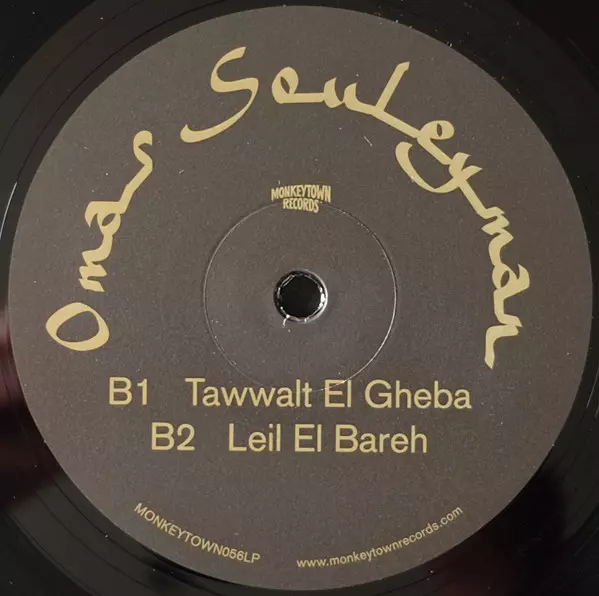 Omar Souleyman
MONKEYTOWN
RECORDS
B1 Tawwalt El Gheba
B2 Leil El Bareh
MONKEYTOWN056LP
www.monkeytownrecords.com